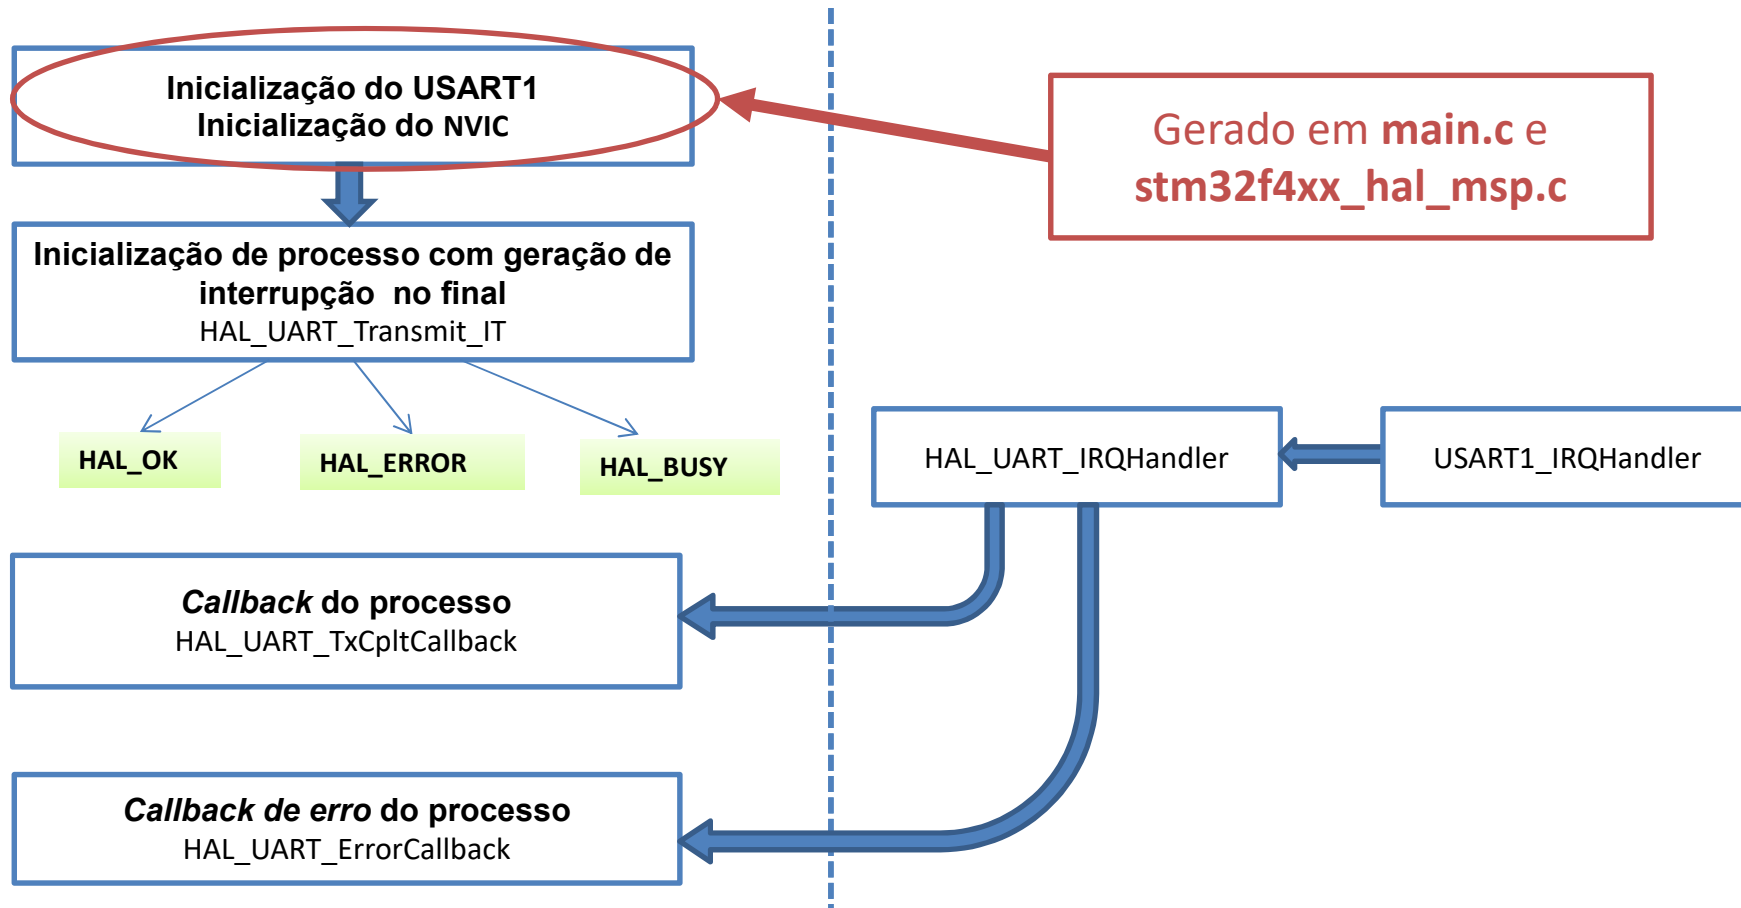 Inicialização do USART1
Inicialização do NVIC
Gerado em main.c e
stm32f4xx_hal_msp.c
Inicialização de processo com geração de
interrupção no final
HAL_UART_Transmit_IT
HAL_OK
HAL_ERROR
HAL_BUSY
HAL_UART_IRQHandler
USART1_IRQHandler
Callback do processo
HAL_UART_TxCpltCallback
Callback de erro do processo
HAL_UART_ErrorCallback